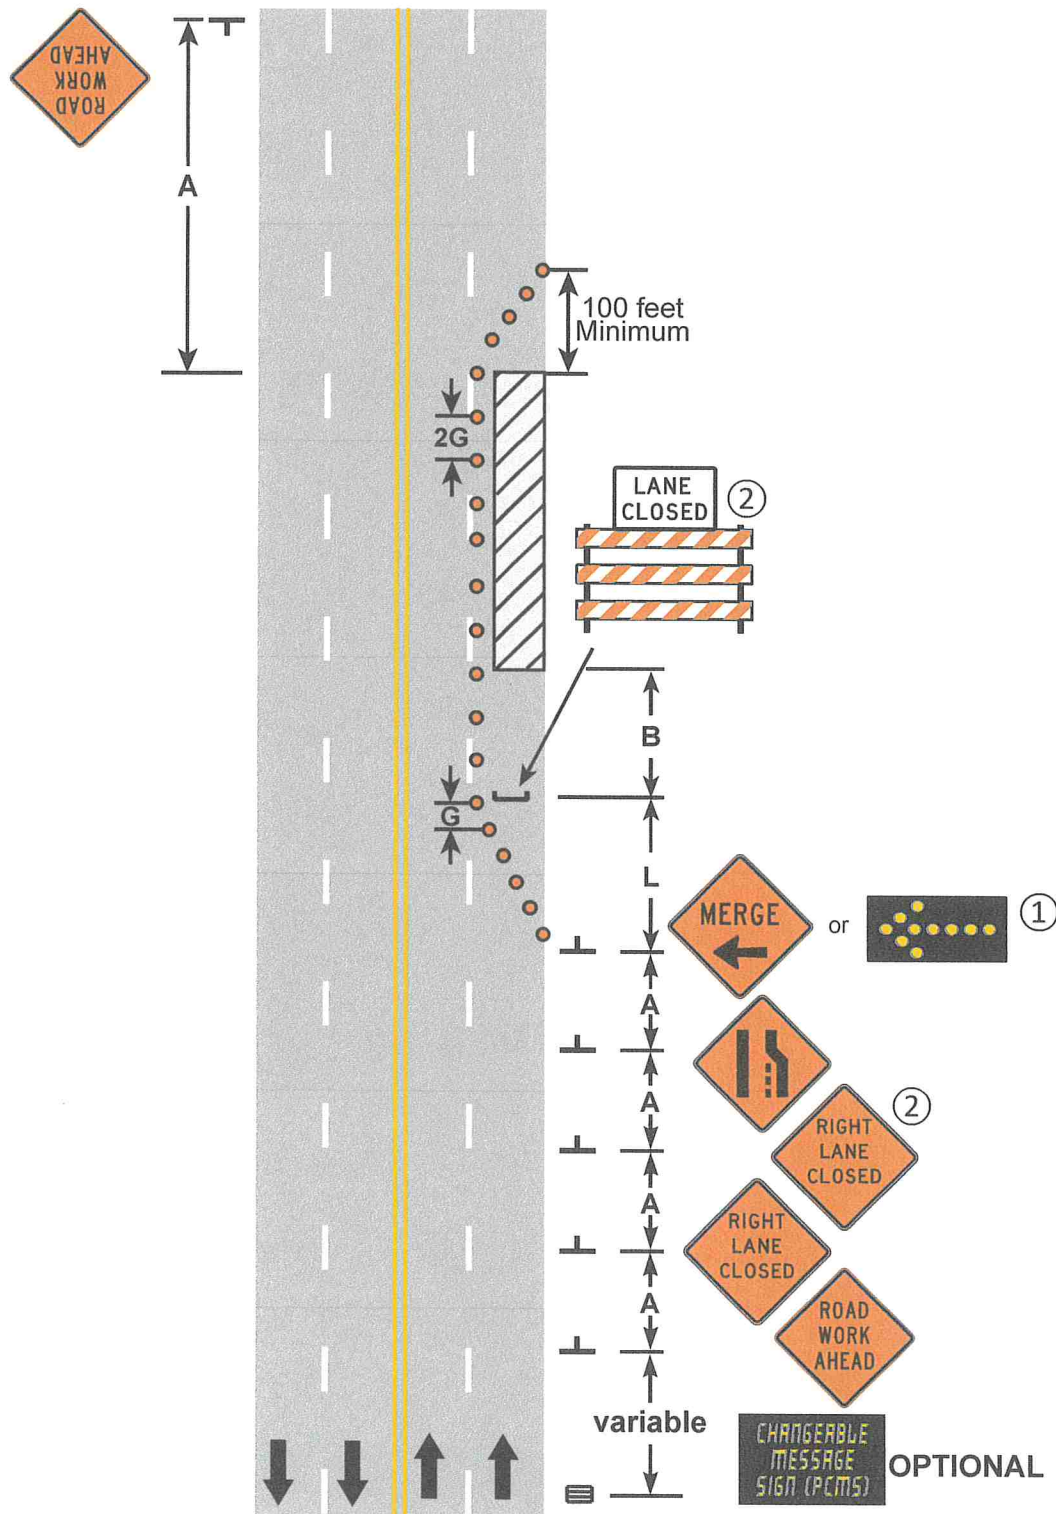 ROAD
WORK
AHEAD
A
100 feet
Minimum
2G
LANE
CLOSED
②
B
G
L
MERGE
or
①
A
A
②
RIGHT
LANE
CLOSED
A
RIGHT
LANE
CLOSED
A
ROAD
WORK
AHEAD
variable
CHANGEABLE
MESSAGE
SIGN (PCMS)
OPTIONAL